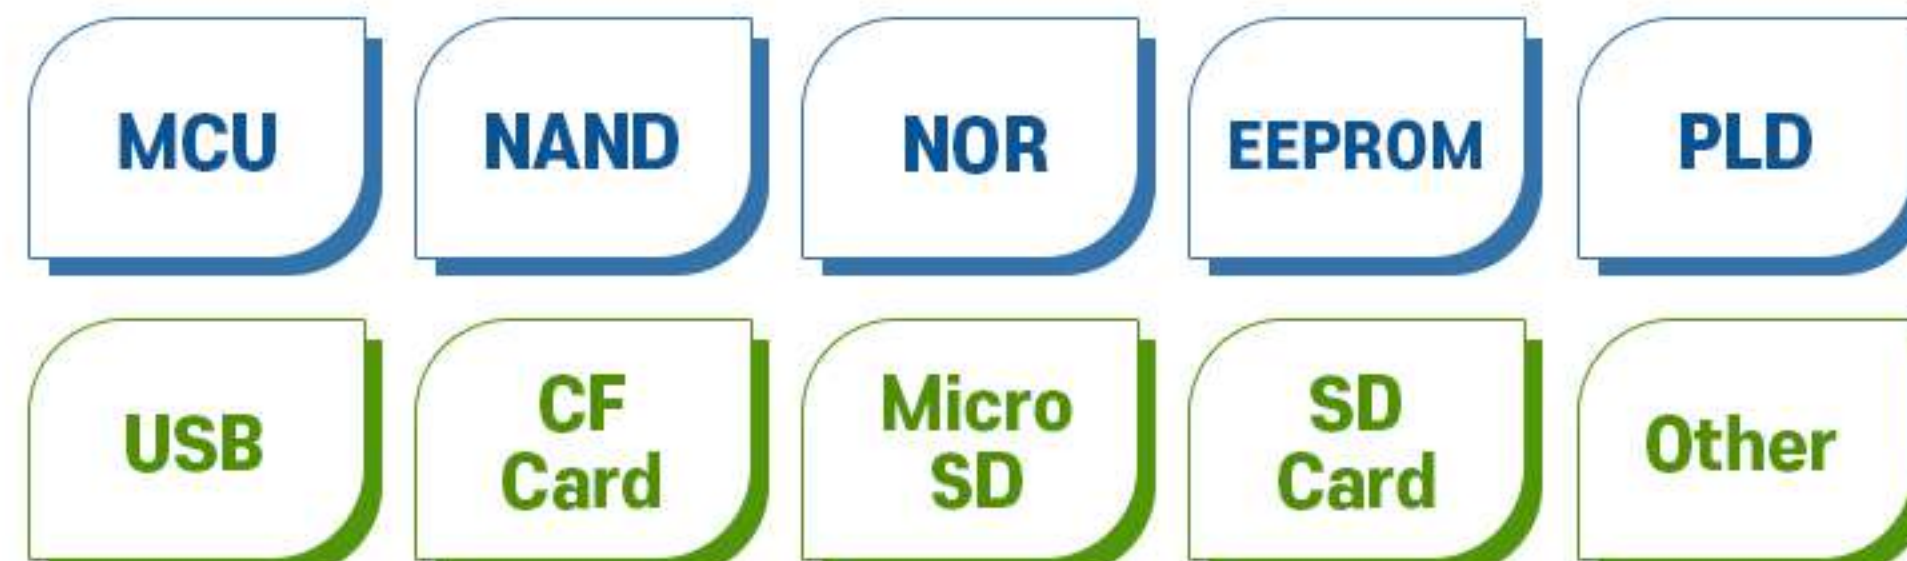 MCU
NAND
NOR
EEPROM
PLD
USB
CF
Card
Micro
SD
SD
Card
Other